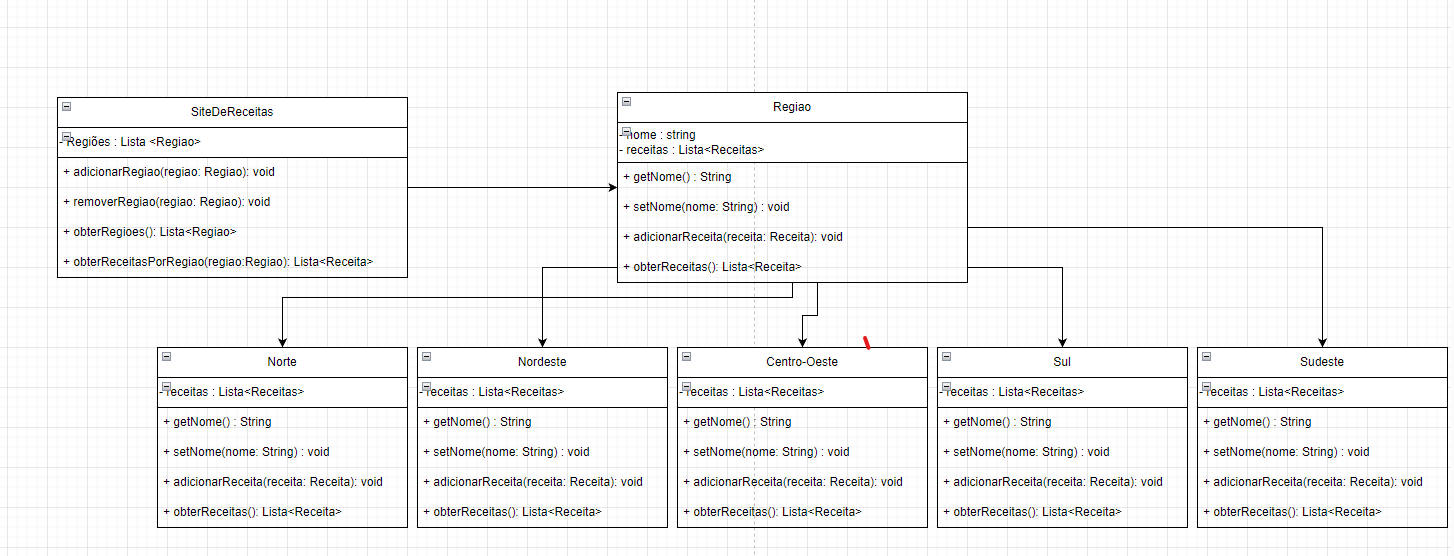 SiteDeReceitas
- Regiões : Lista <Regiao>
+ adicionarRegiao(regiao: Regiao): void
+ removerRegiao(regiao: Regiao): void
+ obterRegioes(): Lista<Regiao>
+ obterReceitasPorRegiao(regiao:Regiao): Lista<Receita>
Regiao
- nome : string
- receitas : Lista<Receitas>
+ getNome() : String
+ setNome(nome: String) : void
+ adicionarReceita(receita: Receita): void
+ obterReceitas(): Lista<Receita>
Norte
- receitas : Lista<Receitas>
+ getNome() : String
+ setNome(nome: String) : void
+ adicionarReceita(receita: Receita): void
+ obterReceitas(): Lista<Receita>
Nordeste
- receitas : Lista<Receitas>
+ getNome() : String
+ setNome(nome: String) : void
+ adicionarReceita(receita: Receita): void
+ obterReceitas(): Lista<Receita>
Centro-Oeste
- receitas : Lista<Receitas>
+ getNome() : String
+ setNome(nome: String) : void
+ adicionarReceita(receita: Receita): void
+ obterReceitas(): Lista<Receita>
Sul
- receitas : Lista<Receitas>
+ getNome() : String
+ setNome(nome: String) : void
+ adicionarReceita(receita: Receita): void
+ obterReceitas(): Lista<Receita>
Sudeste
- receitas : Lista<Receitas>
+ getNome() : String
+ setNome(nome: String) : void
+ adicionarReceita(receita: Receita): void
+ obterReceitas(): Lista<Receita>